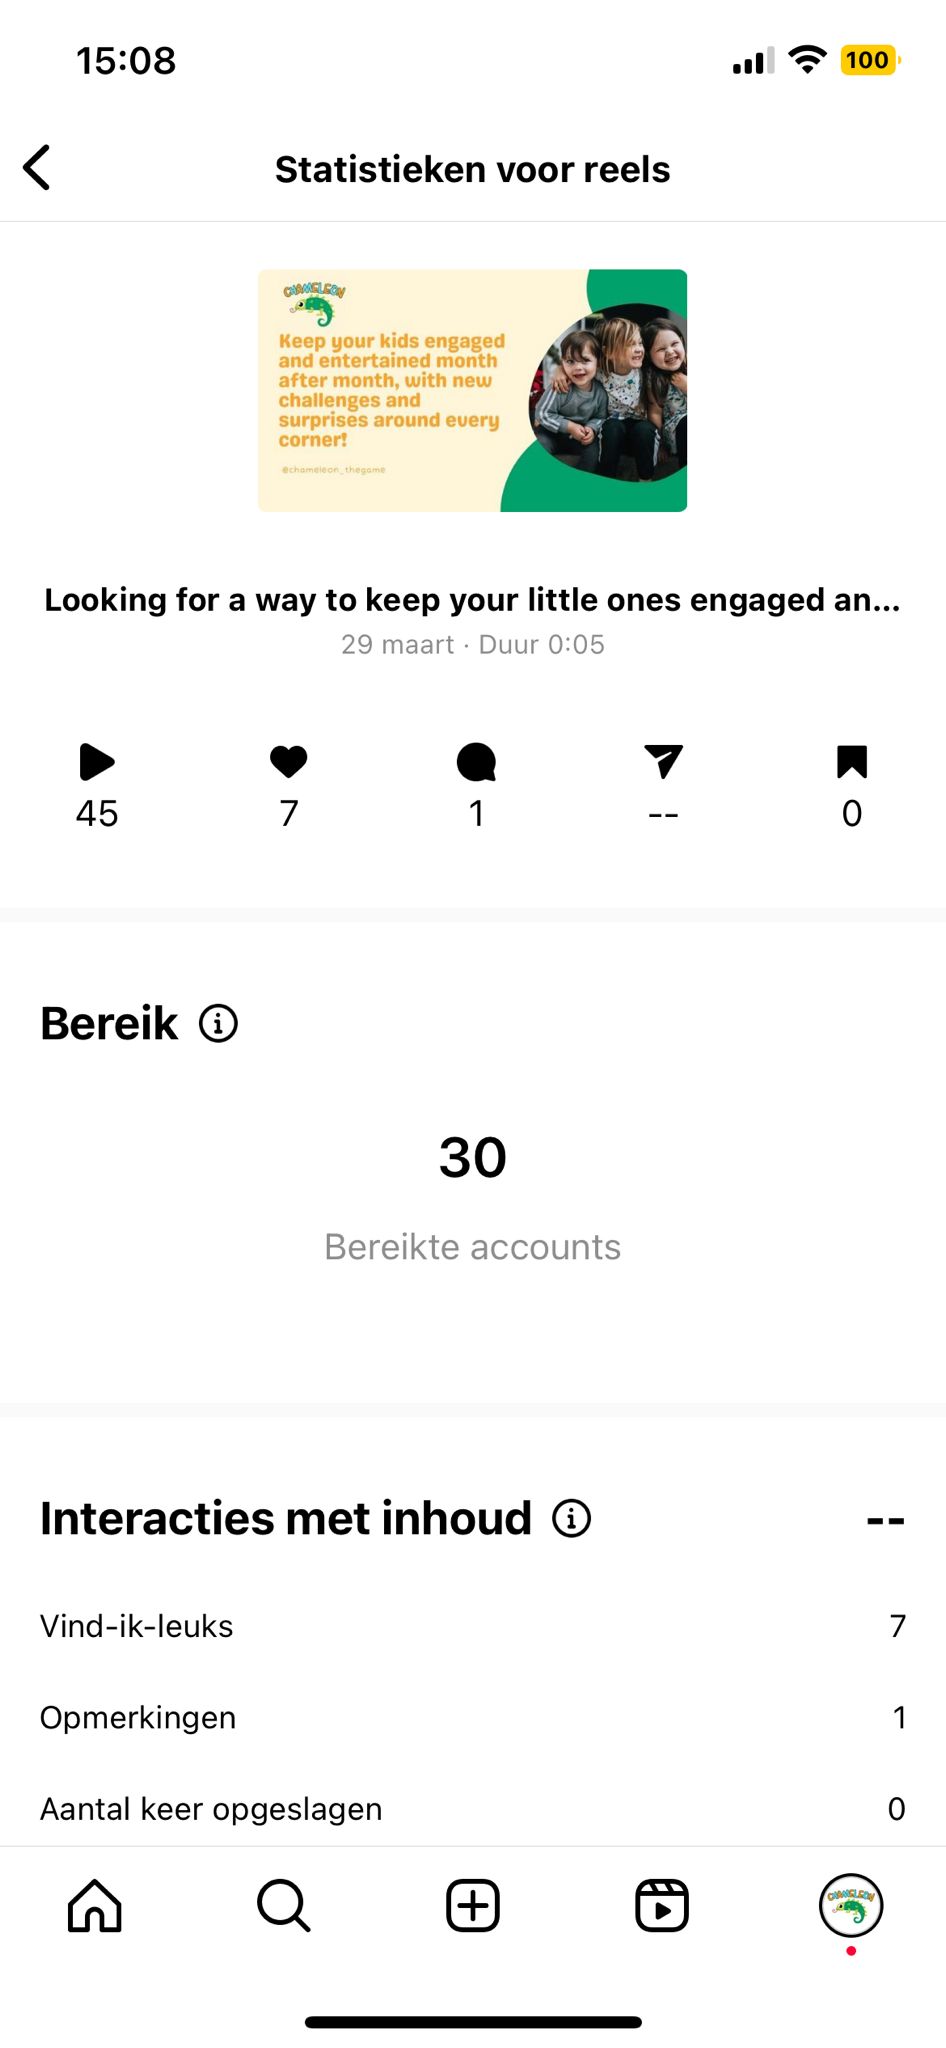 15:08
100
Statistieken voor reels
CHAMELEON
Keep your kids engaged
and entertained month
after month, with new
challenges and
surprises around every
corner!
@chameleon_thegame
Looking for a way to keep your little ones engaged an...
29 maart · Duur 0:05
45
7
1
--
0
Bereik
30
Bereikte accounts
Interacties met inhoud
--
Vind-ik-leuks
7
Opmerkingen
1
Aantal keer opgeslagen
0
CHAMELEON